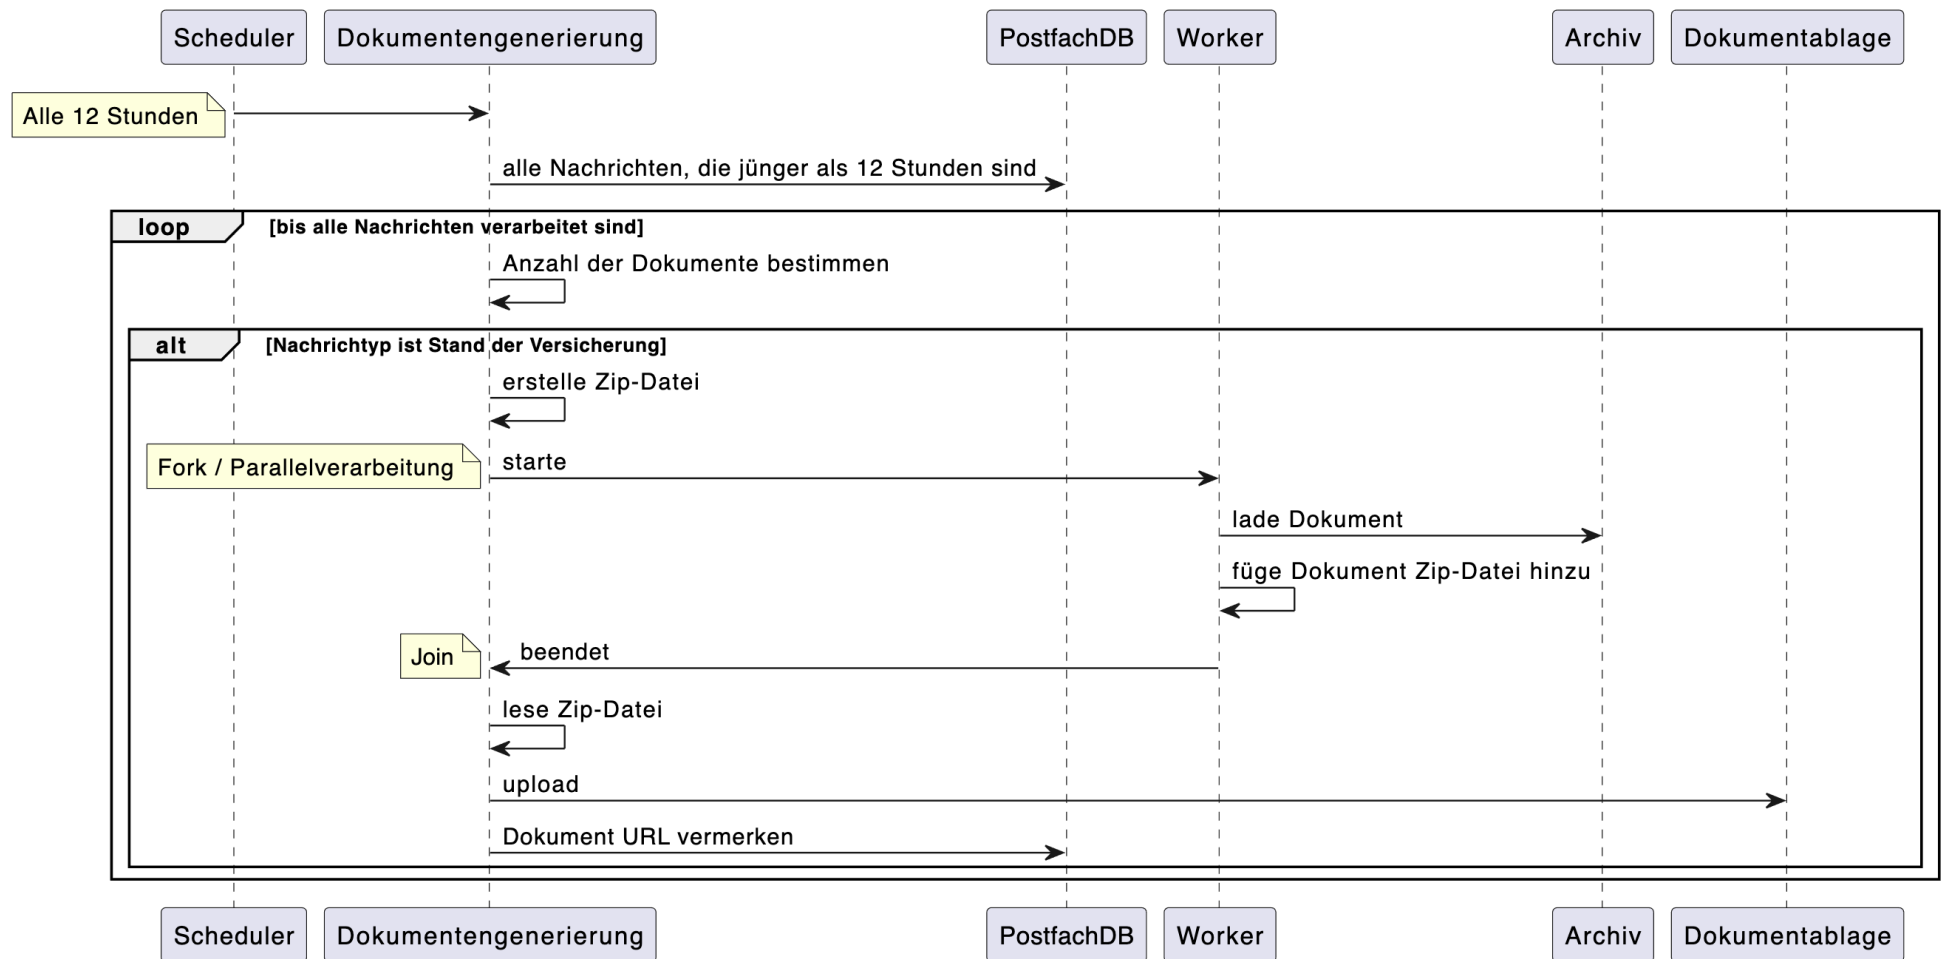 Scheduler
Dokumentengenerierung
PostfachDB
Worker
Archiv
Dokumentablage
Alle 12 Stunden
alle Nachrichten, die jünger als 12 Stunden sind
loop
[bis alle Nachrichten verarbeitet sind]
Anzahl der Dokumente bestimmen
alt
[Nachrichtyp ist Stand der Versicherung]
erstelle Zip-Datei
Fork / Parallelverarbeitung
starte
lade Dokument
füge Dokument Zip-Datei hinzu
Join
beendet
lese Zip-Datei
upload
Dokument URL vermerken
Scheduler
Dokumentengenerierung
PostfachDB
Worker
Archiv
Dokumentablage